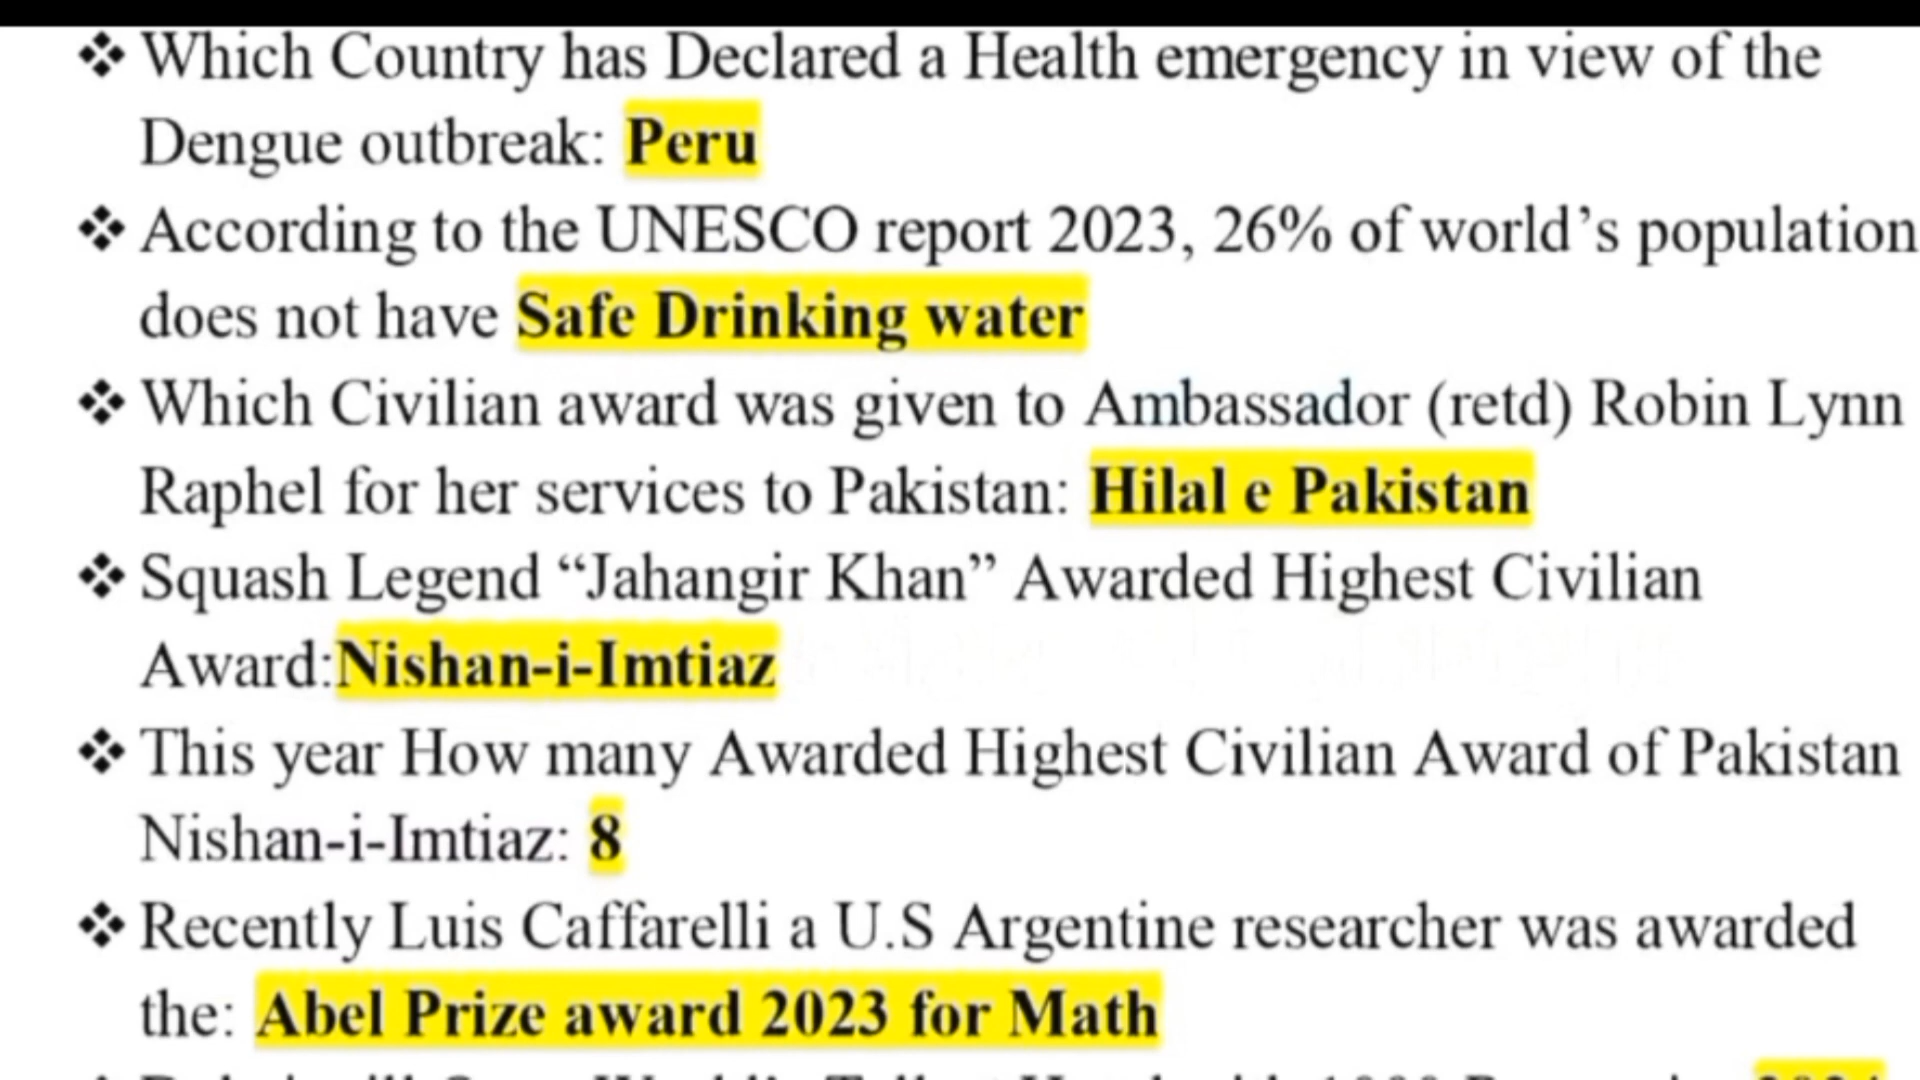 ❖ Which Country has Declared a Health emergency in view of the
Dengue outbreak: Peru
❖ According to the UNESCO report 2023, 26% of world’s population
does not have Safe Drinking water
❖ Which Civilian award was given to Ambassador (retd) Robin Lynn
Raphel for her services to Pakistan: Hilal e Pakistan
❖ Squash Legend “Jahangir Khan” Awarded Highest Civilian
Award:Nishan-i-Imtiaz
❖ This year How many Awarded Highest Civilian Award of Pakistan
Nishan-i-Imtiaz: 8
❖ Recently Luis Caffarelli a U.S Argentine researcher was awarded
the: Abel Prize award 2023 for Math